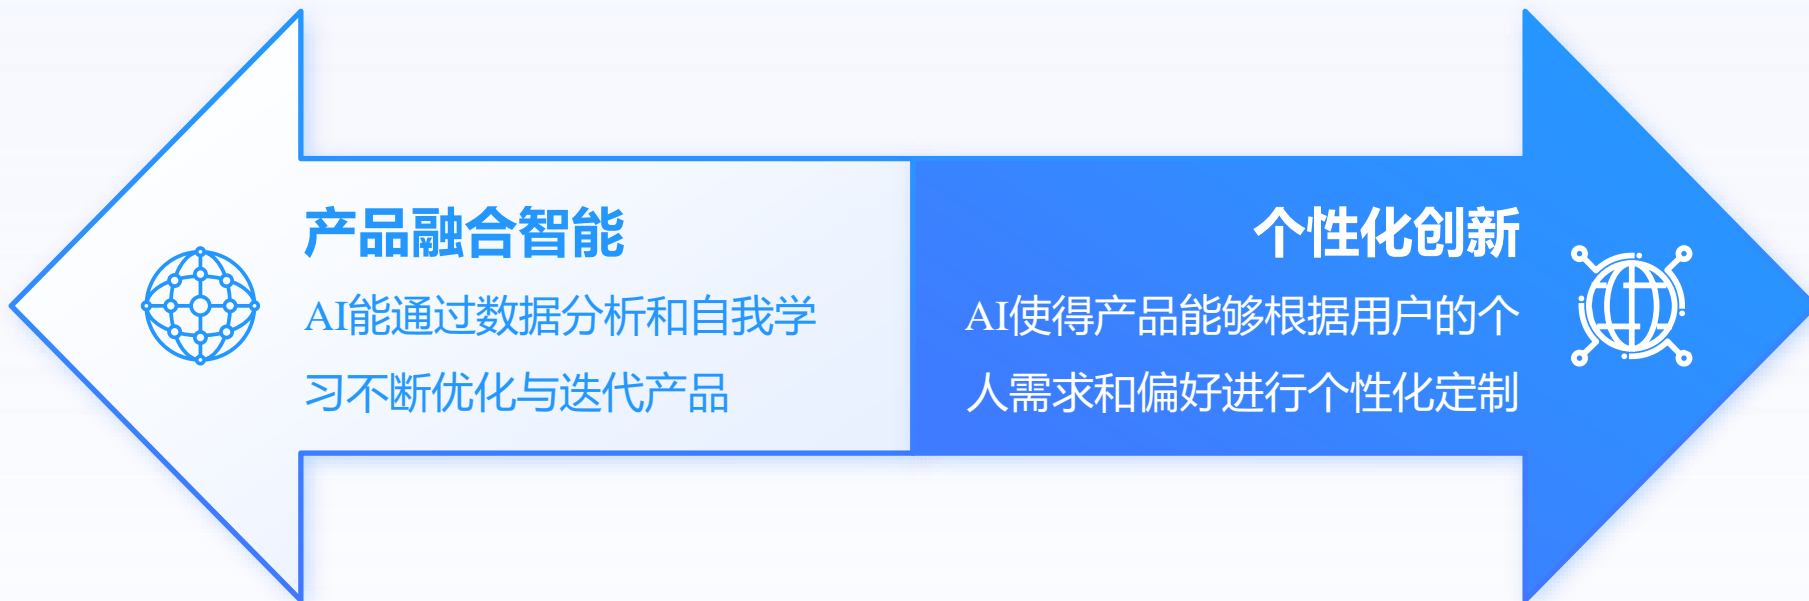 产品融合智能
AI能通过数据分析和自我学
习不断优化与迭代产品
个性化创新
AI使得产品能够根据用户的个
人需求和偏好进行个性化定制